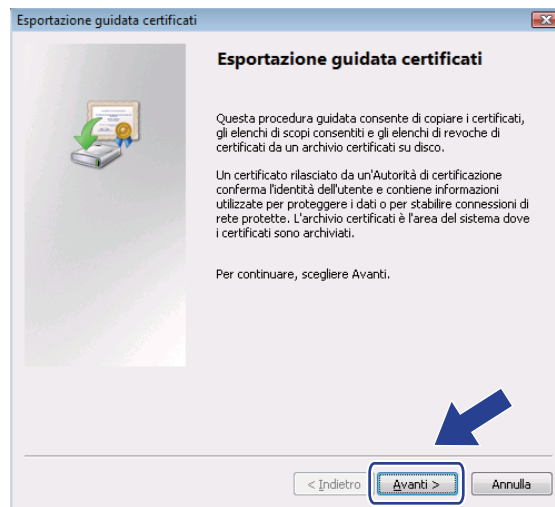 Esportazione guidata certificati
Esportazione guidata certificati
Questa procedura guidata consente di copiare i certificati,
gli elenchi di scopi consentiti e gli elenchi di revoche di
certificati da un archivio certificati su disco.
Un certificato rilasciato da un'Autorità di certificazione
conferma l'identità dell'utente e contiene informazioni
utilizzate per proteggere i dati o per stabilire connessioni di
rete protette. L'archivio certificati è l'area del sistema dove
i certificati sono archiviati.
Per continuare, scegliere Avanti.
< Indietro Avanti > Annulla